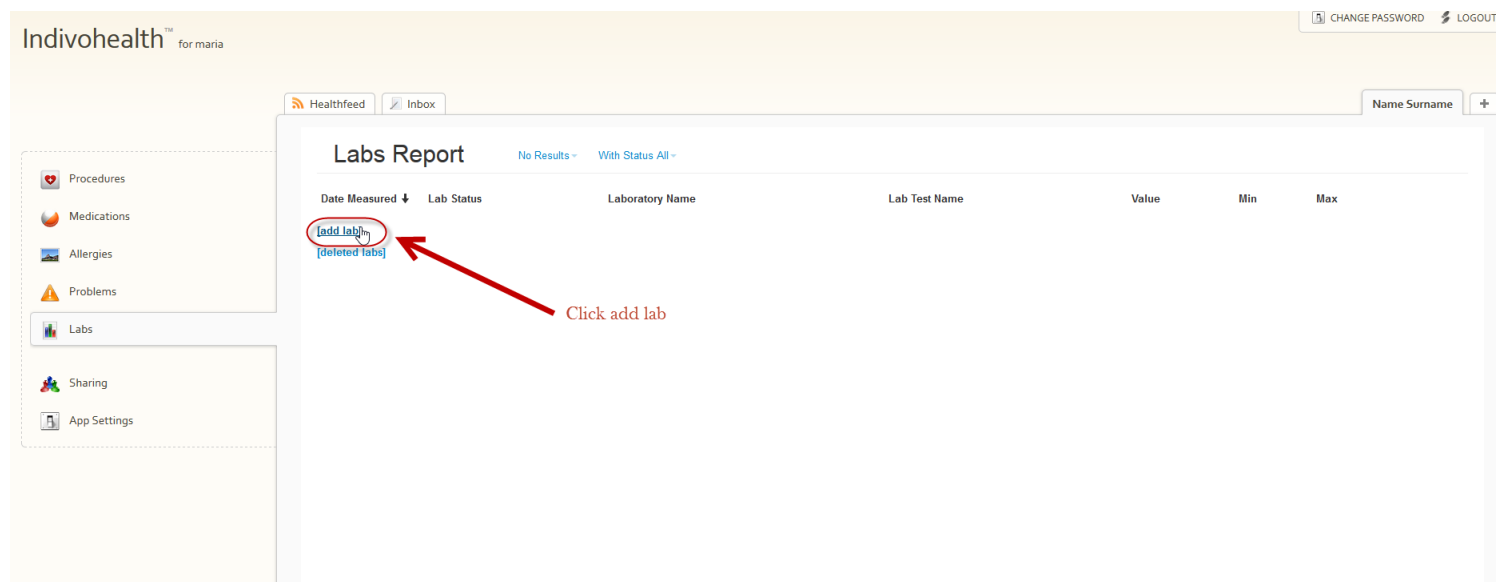 CHANGE PASSWORD LOGOUT
Indivohealth™ for maria
Healthfeed Inbox Name Surname +
Labs Report No Results With Status All
Procedures
Medications
Allergies
Problems
Labs
Sharing
App Settings
Date Measured Lab Status Laboratory Name Lab Test Name Value Min Max
[add lab]
[deleted labs]
Click add lab